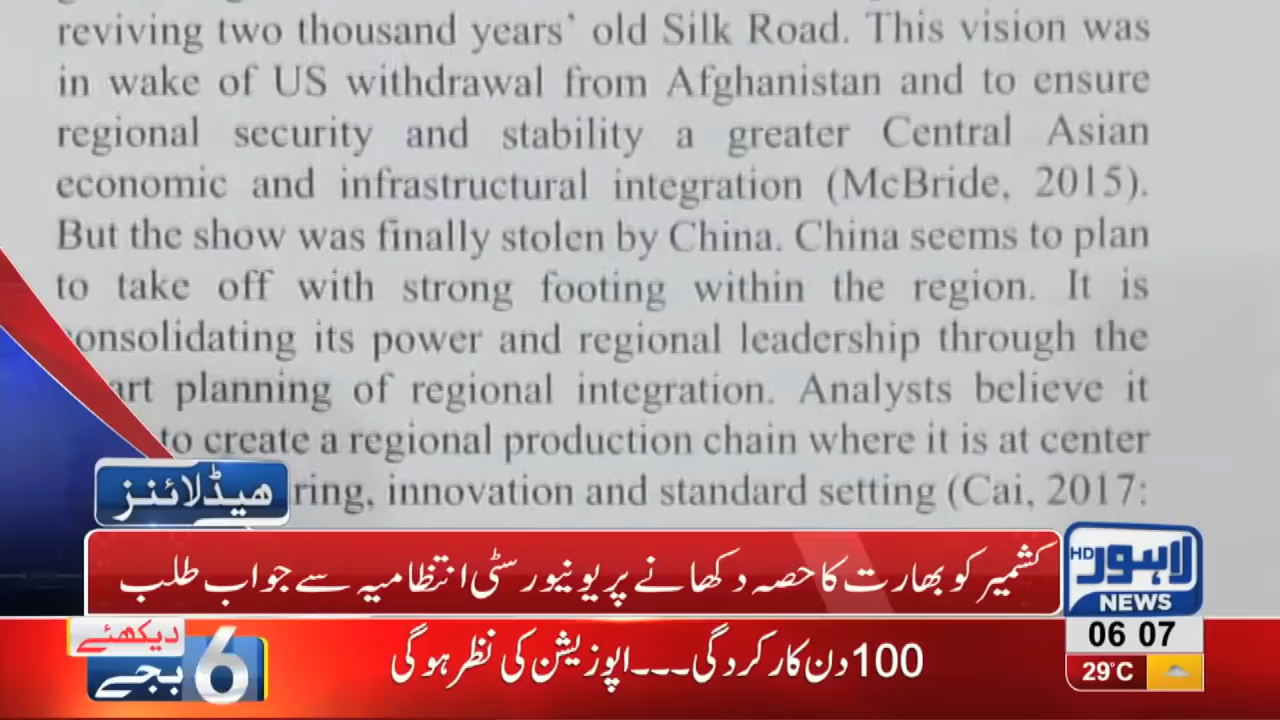 reviving two thousand years' old Silk Road. This vision was
in wake of US withdrawal from Afghanistan and to ensure
regional security and stability a greater Central Asian
economic and infrastructural integration (McBride, 2015).
But the show was finally stolen by China. China seems to plan
to take off with strong footing within the region. It is
onsolidating its power and regional leadership through the
art planning of regional integration. Analysts believe it
to create a regional production chain where it is at center
ring, innovation and standard setting (Cai, 2017:
ھیڈلائنز
کشمیر کو بھارت کا حصہ دکھانے پر یونیورسٹی انتظامیہ سے جواب طلب
HD لاہور
NEWS
06 07
29°C
دیکھئے
6 بجے
100 دن کارکردگی۔۔۔اپوزیشن کی نظر ہوگی